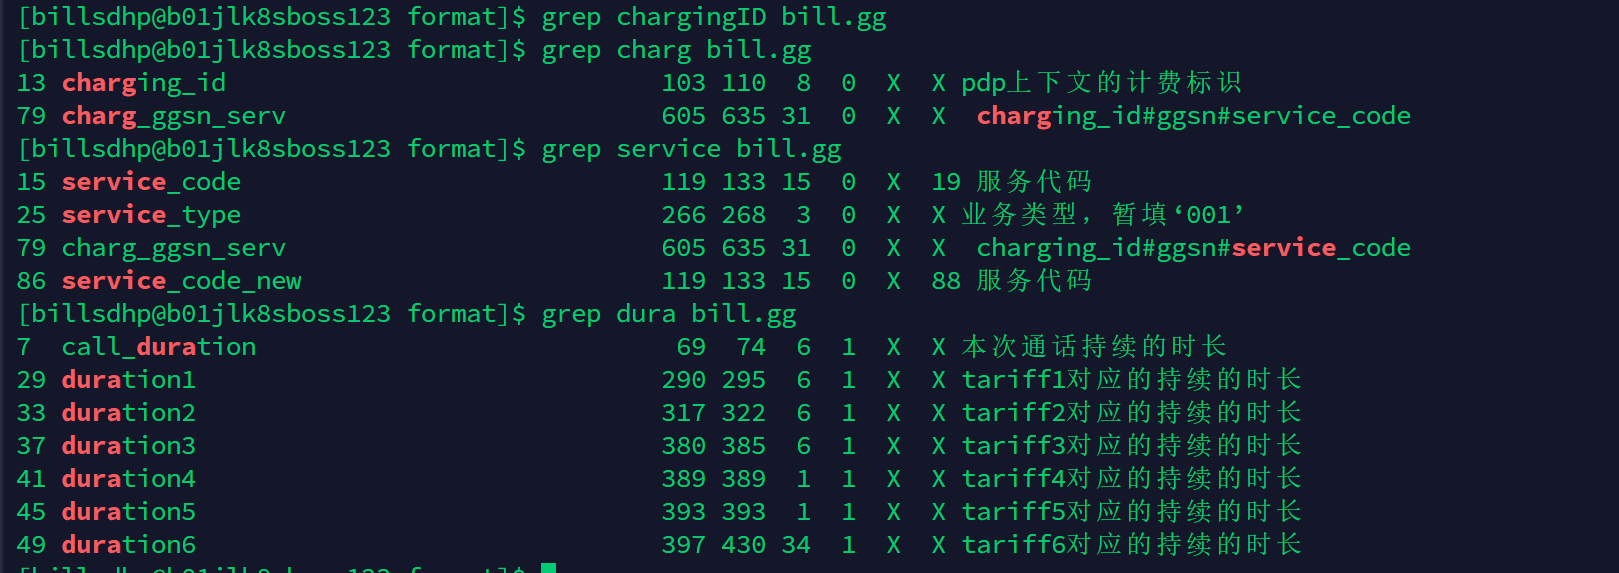 [billsdhp@b01jlk8sboss123 format]$ grep chargingID bill.gg
[billsdhp@b01jlk8sboss123 format]$ grep charg bill.gg
13 charging_id 103 110 8 0 X X pdp上下文的计费标识
79 charg_ggsn_serv 605 635 31 0 X X charging_id#ggsn#service_code
[billsdhp@b01jlk8sboss123 format]$ grep service bill.gg
15 service_code 119 133 15 0 X 19 服务代码
25 service_type 266 268 3 0 X X 业务类型，暂填‘001’
79 charg_ggsn_serv 605 635 31 0 X X charging_id#ggsn#service_code
86 service_code_new 119 133 15 0 X 88 服务代码
[billsdhp@b01jlk8sboss123 format]$ grep dura bill.gg
7 call_duration 69 74 6 1 X X 本次通话持续的时长
29 duration1 290 295 6 1 X X tariff1对应的持续的时长
33 duration2 317 322 6 1 X X tariff2对应的持续的时长
37 duration3 380 385 6 1 X X tariff3对应的持续的时长
41 duration4 389 389 1 1 X X tariff4对应的持续的时长
45 duration5 393 393 1 1 X X tariff5对应的持续的时长
49 duration6 397 430 34 1 X X tariff6对应的持续的时长
[billsdhp@b01jlk8sboss123 format]$